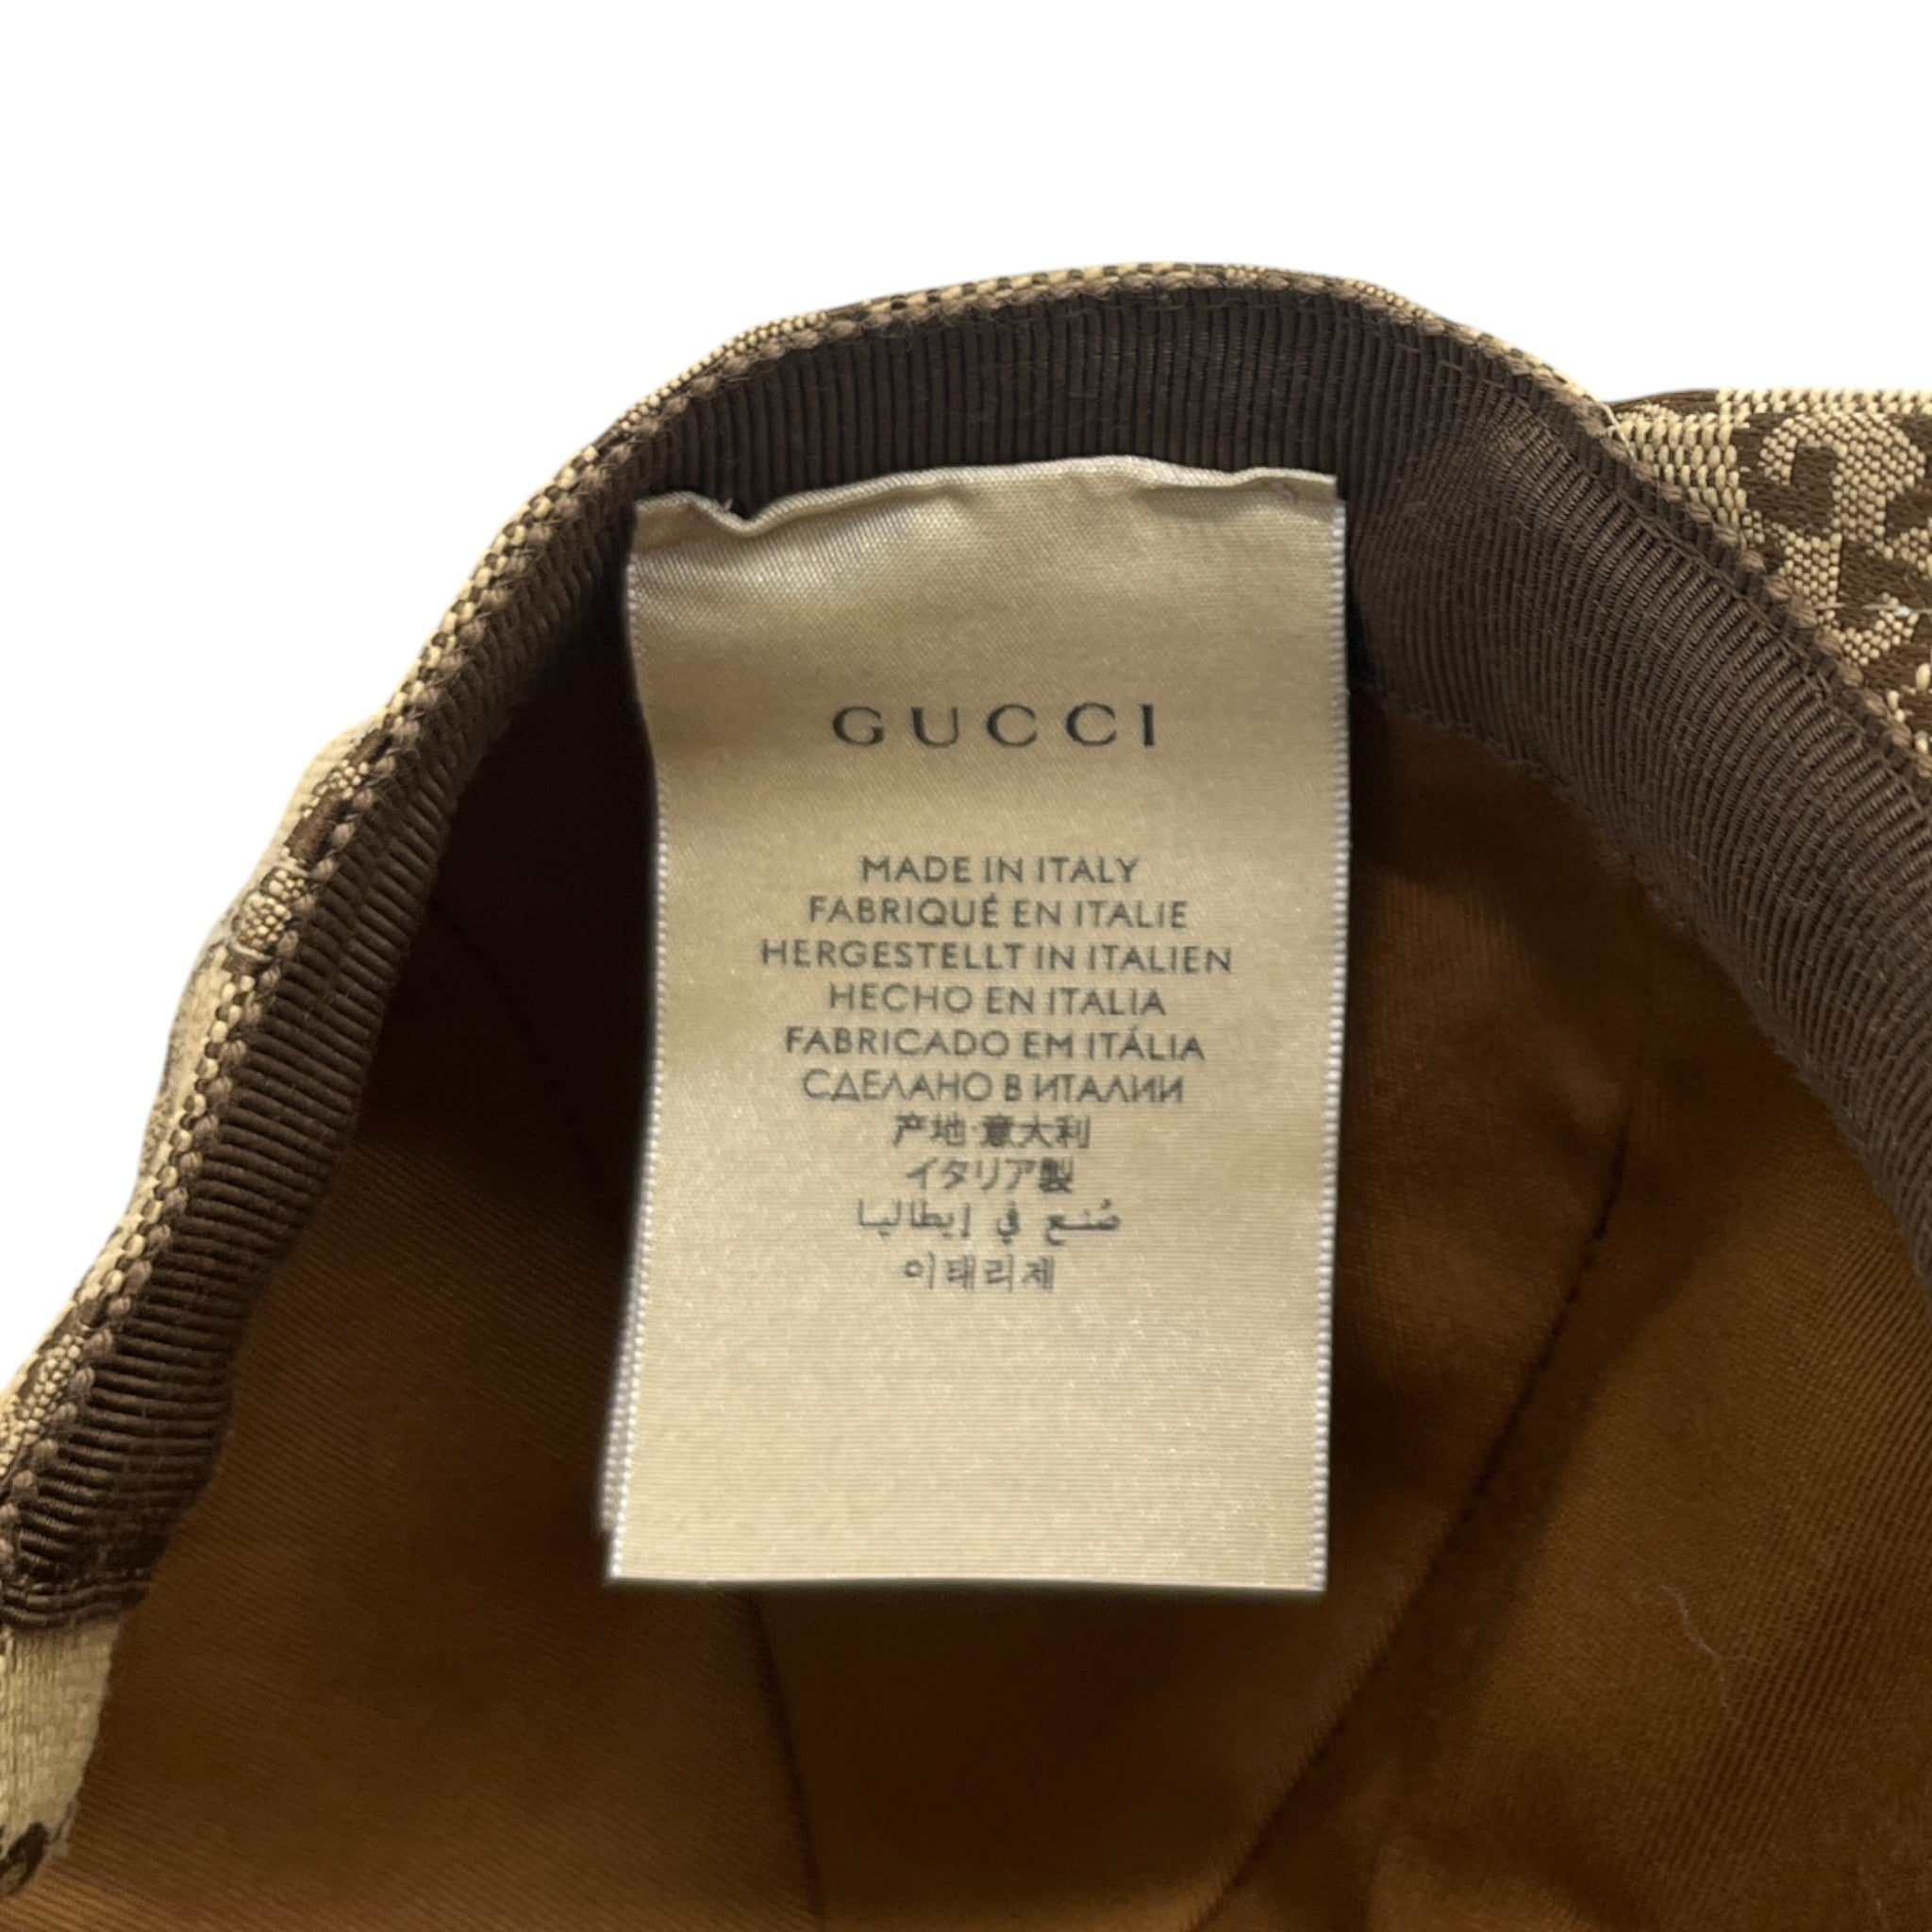 GUCCI
MADE IN ITALY
FABRIQUÉ EN ITALIE
HERGESTELLT IN ITALIEN
HECHO EN ITALIA
FABRICADO EM ITÁLIA
СДЕЛАНО В ИТАЛИИ
产地 意大利
イタリア製
صُنع في إيطاليا
이태리제